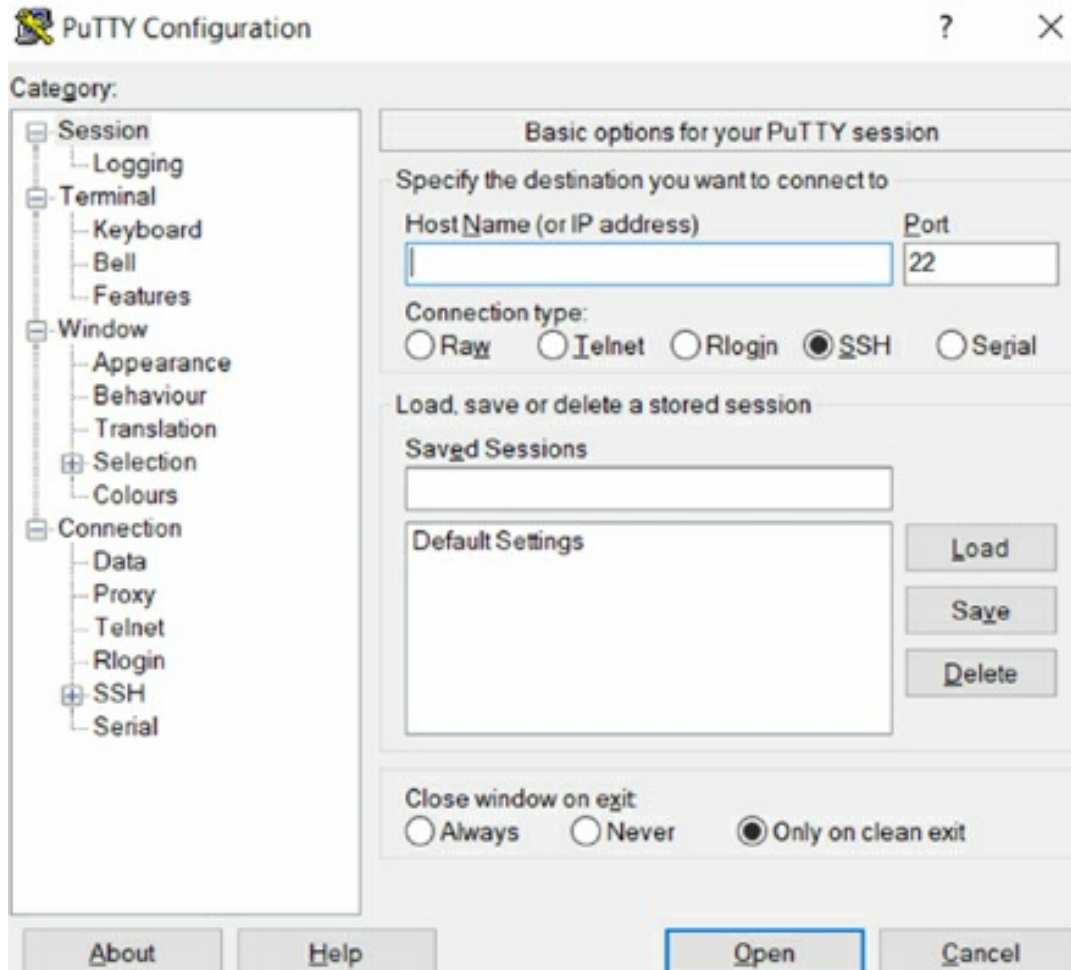 PuTTY Configuration
?
Category:
Session
Logging
Terminal
Keyboard
Bell
Features
Window
Appearance
Behaviour
Translation
Selection
Colours
Connection
Data
Proxy
Telnet
Rlogin
SSH
Serial
Basic options for your PuTTY session
Specify the destination you want to connect to
Host Name (or IP address) Port
22
Connection type:
Raw Telnet Rlogin SSH Serial
Load, save or delete a stored session
Saved Sessions
Default Settings
Load
Save
Delete
Close window on exit:
Always Never Only on clean exit
About Help Open Cancel